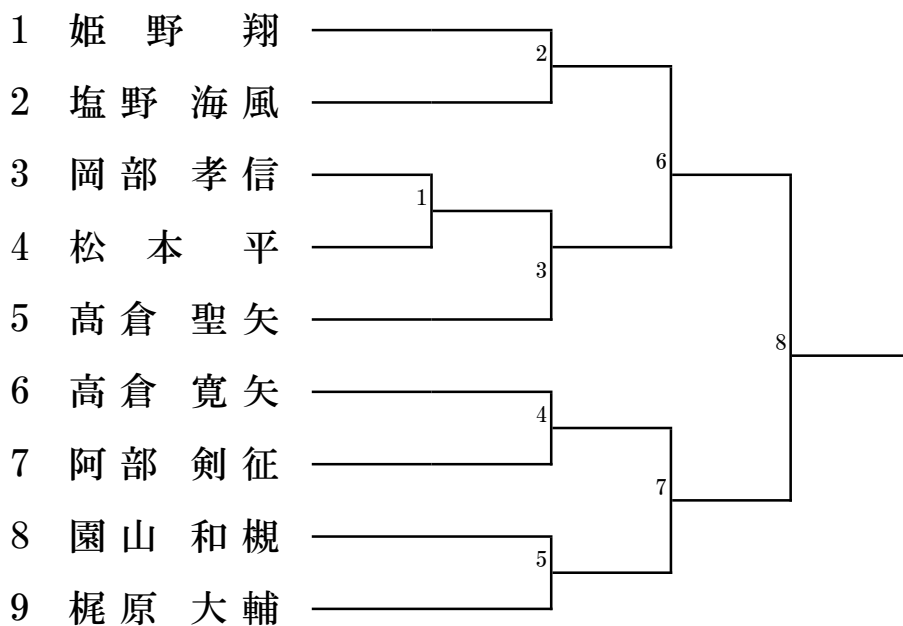 1 姫野 翔
2
2 塩野 海風
3 岡部 孝信
6
1
4 松本 平
3
5 髙倉 聖矢
8
6 高倉 寛矢
4
7 阿部 剣征
7
8 園山 和槻
5
9 梶原 大輔